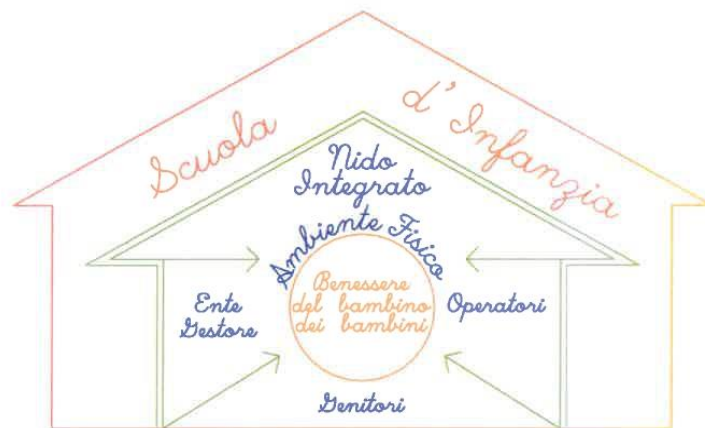 Scuola d'Infanzia
Nido
Integrato
Ambiente Fisico
Benessere
del bambino
dei bambini
Ente
Gestore
Operatori
Genitori